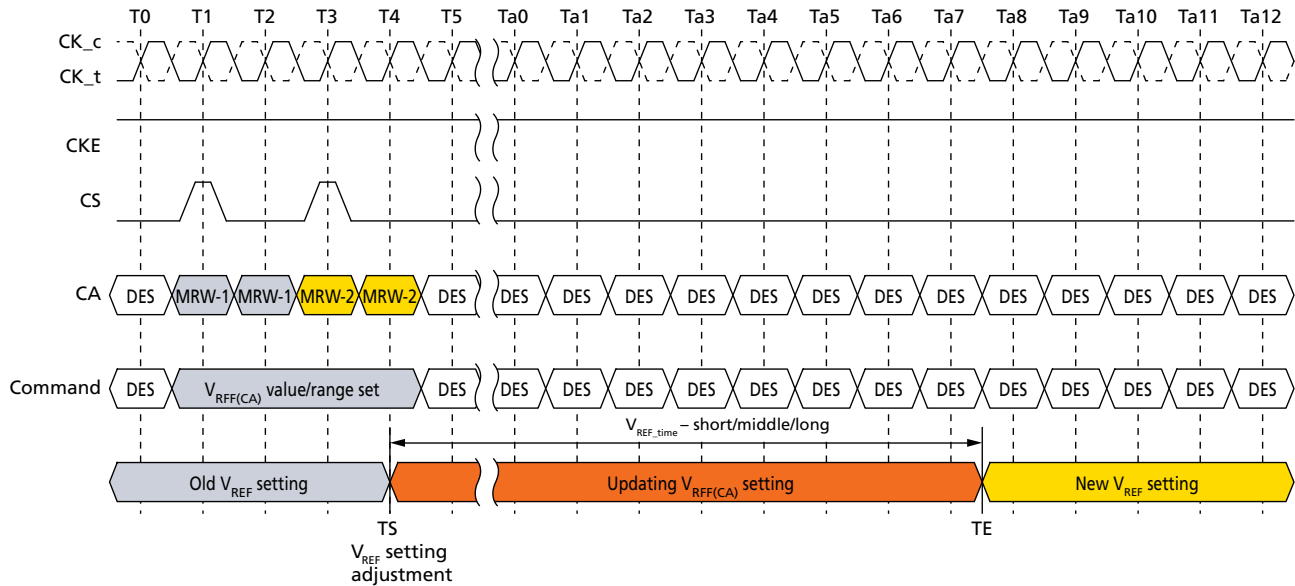 T0 T1 T2 T3 T4 T5 Ta0 Ta1 Ta2 Ta3 Ta4 Ta5 Ta6 Ta7 Ta8 Ta9 Ta10 Ta11 Ta12
CK_c
CK_t
CKE
CS
CA DES MRW-1 MRW-1 MRW-2 MRW-2 DES DES DES DES DES DES DES DES DES DES DES DES DES DES
Command DES VRFF(CA) value/range set DES DES DES DES DES DES DES DES DES DES DES DES DES DES
VREF_time – short/middle/long
Old VREF setting Updating VRFF(CA) setting New VREF setting
TS TE
VREF setting
adjustment